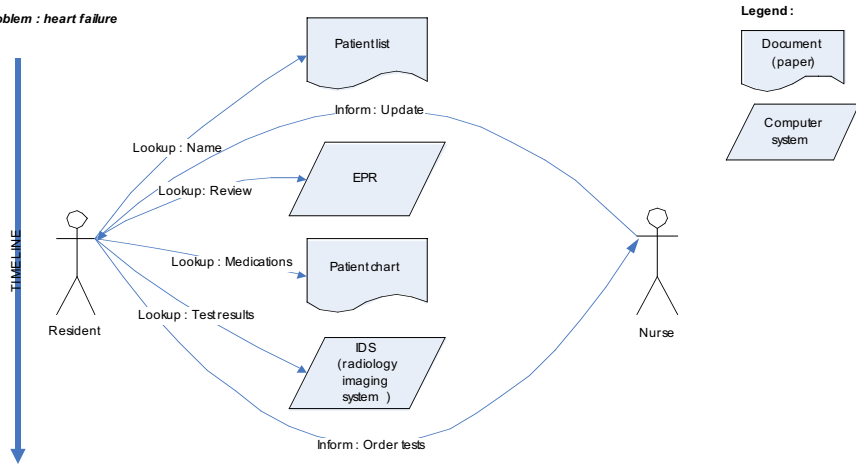 oblem : heart failure
Legend :
Patient list
Document
(paper)
Inform : Update
Computer
system
Lookup : Name
EPR
Lookup : Review
TIMELINE
Lookup : Medications
Patient chart
Lookup : Test results
Resident
Nurse
IDS
(radiology
imaging
system )
Inform : Order tests